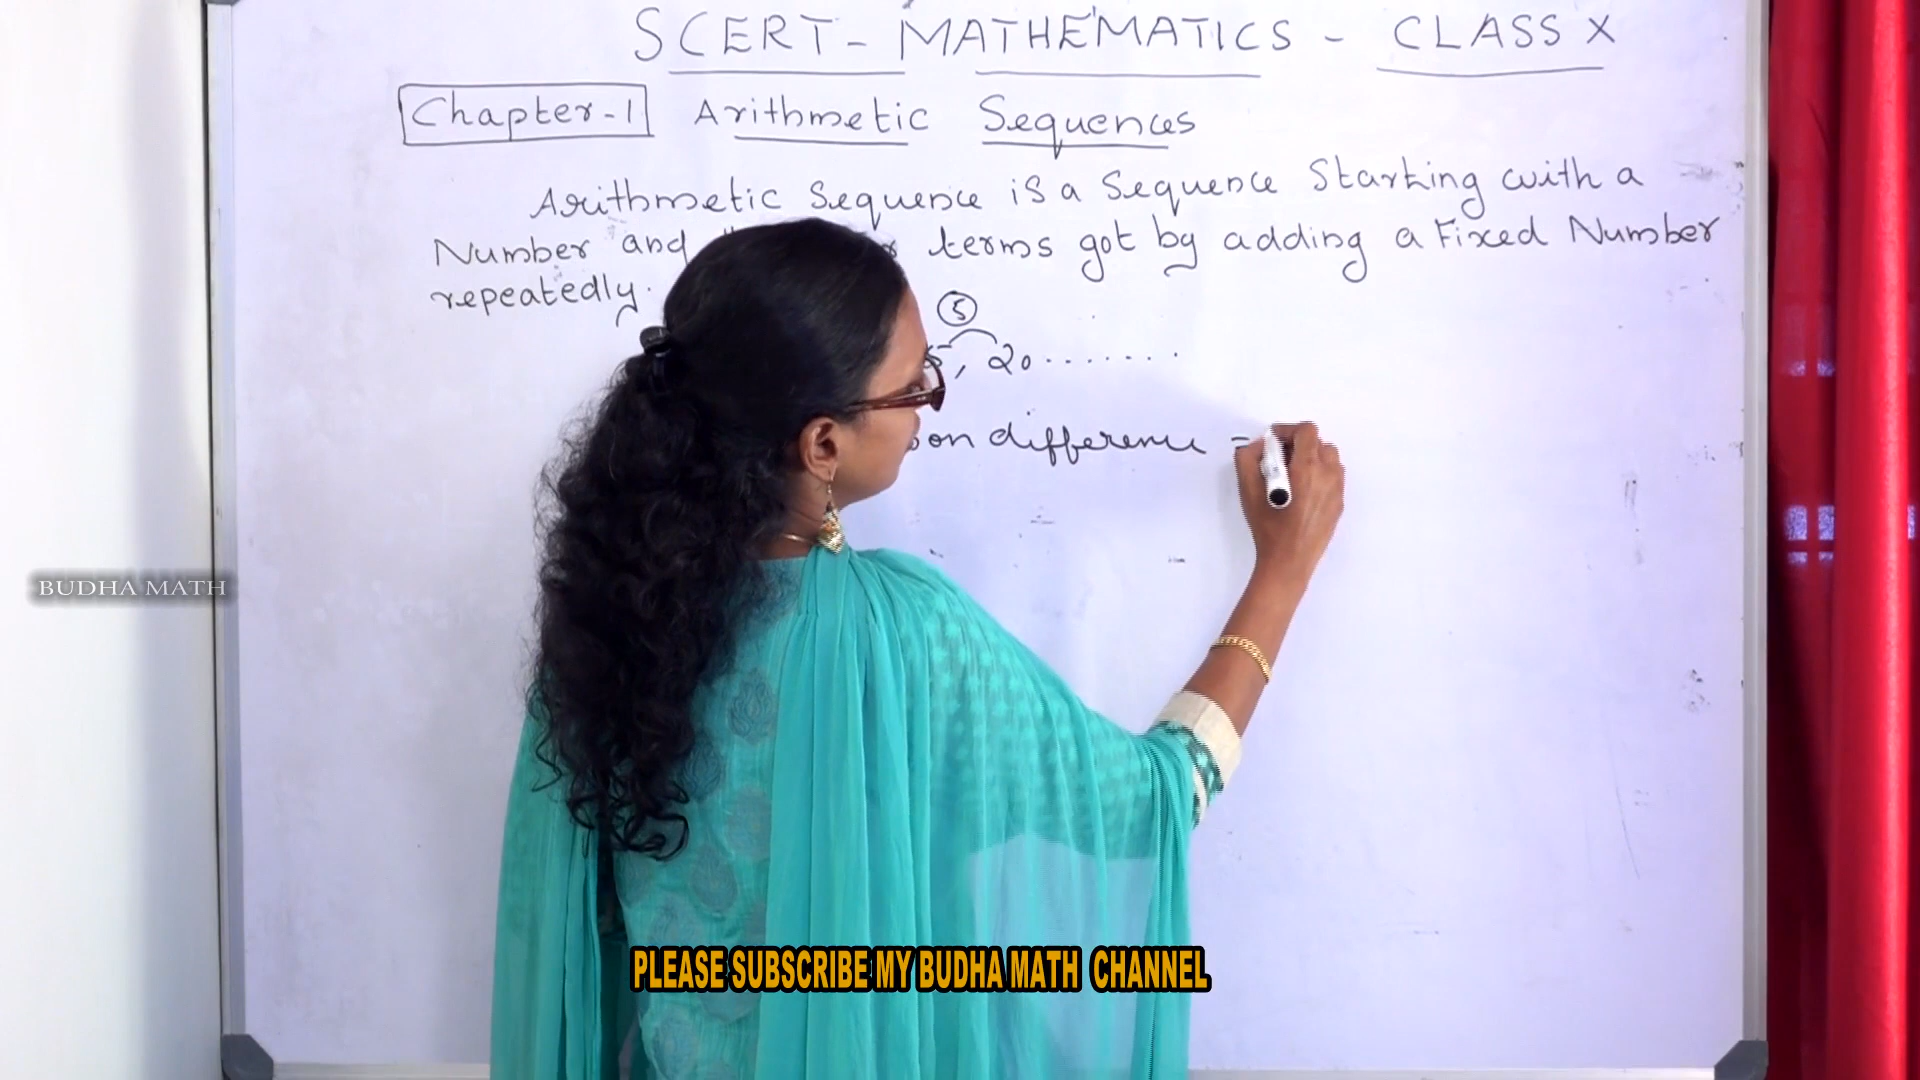 SCERT - MATHEMATICS - CLASS X
Chapter-1 Arithmetic Sequences
Arithmetic Sequence is a Sequence Starting with a
Number and terms got by adding a Fixed Number
repeatedly.
5
, 20 .......
difference =
BUDHA MATH
PLEASE SUBSCRIBE MY BUDHA MATH CHANNEL